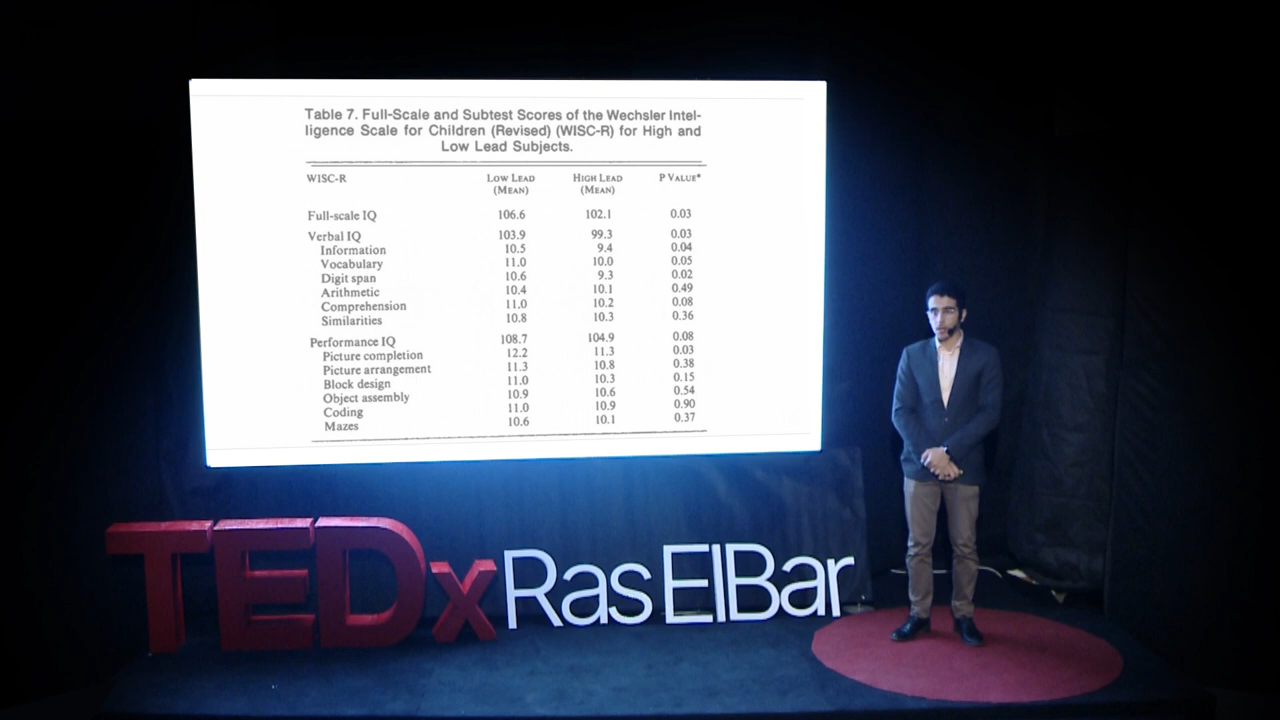 Table 7. Full-Scale and Subtest Scores of the Wechsler Intel-
ligence Scale for Children (Revised) (WISC-R) for High and
Low Lead Subjects.
WISC-R Low Lead High Lead P Value*
(Mean) (Mean)
Full-scale IQ 106.6 102.1 0.03
Verbal IQ 103.9 99.3 0.03
Information 10.5 9.4 0.04
Vocabulary 11.0 10.0 0.05
Digit span 10.6 9.3 0.02
Arithmetic 10.4 10.1 0.49
Comprehension 11.0 10.2 0.08
Similarities 10.8 10.3 0.36
Performance IQ 108.7 104.9 0.08
Picture completion 12.2 11.3 0.03
Picture arrangement 11.3 10.8 0.38
Block design 11.0 10.3 0.15
Object assembly 10.9 10.6 0.54
Coding 11.0 10.9 0.90
Mazes 10.6 10.1 0.37
TEDxRas ElBar